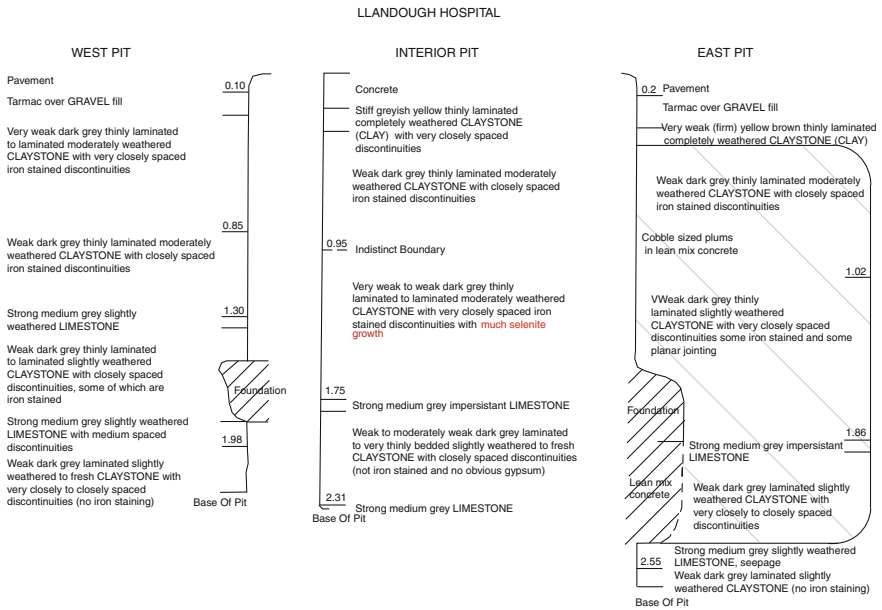 LLANDOUGH HOSPITAL
WEST PIT
Pavement
0.10
Tarmac over GRAVEL fill
Very weak dark grey thinly laminated
to laminated moderately weathered
CLAYSTONE with very closely spaced
iron stained discontinuities
0.85
Weak dark grey thinly laminated moderately
weathered CLAYSTONE with closely spaced
iron stained discontinuities
1.30
Strong medium grey slightly
weathered LIMESTONE
Weak dark grey thinly laminated
to laminated slightly weathered
CLAYSTONE with closely spaced
discontinuities, some of which are
iron stained
Foundation
Strong medium grey slightly weathered
LIMESTONE with medium spaced
discontinuities
1.98
Weak dark grey laminated slightly
weathered to fresh CLAYSTONE with
very closely to closely spaced
discontinuities (no iron staining)
Base Of Pit
INTERIOR PIT
Concrete
Stiff greyish yellow thinly laminated
completely weathered CLAYSTONE
(CLAY) with very closely spaced
discontinuities
Weak dark grey thinly laminated moderately
weathered CLAYSTONE with closely spaced
iron stained discontinuities
0.95
Indistinct Boundary
Very weak to weak dark grey thinly
laminated to laminated moderately weathered
CLAYSTONE with very closely spaced iron
stained discontinuities with much selenite
growth
1.75
Strong medium grey impersistant LIMESTONE
Weak to moderately weak dark grey laminated
to very thinly bedded slightly weathered to fresh
CLAYSTONE with closely spaced discontinuities
(not iron stained and no obvious gypsum)
2.31
Strong medium grey LIMESTONE
Base Of Pit
EAST PIT
0.2
Pavement
Tarmac over GRAVEL fill
Very weak (firm) yellow brown thinly laminated
completely weathered CLAYSTONE (CLAY)
Weak dark grey thinly laminated moderately
weathered CLAYSTONE with closely spaced
iron stained discontinuities
Cobble sized plums
in lean mix concrete
1.02
VWeak dark grey thinly
laminated slightly weathered
CLAYSTONE with very closely spaced
discontinuities some iron stained and some
planar jointing
Foundation
1.86
Strong medium grey impersistant
LIMESTONE
Lean mix
concrete
Weak dark grey laminated slightly
weathered CLAYSTONE with
very closely to closely spaced
discontinuities
Strong medium grey slightly weathered
LIMESTONE, seepage
2.55
Weak dark grey laminated slightly
weathered CLAYSTONE (no iron staining)
Base Of Pit